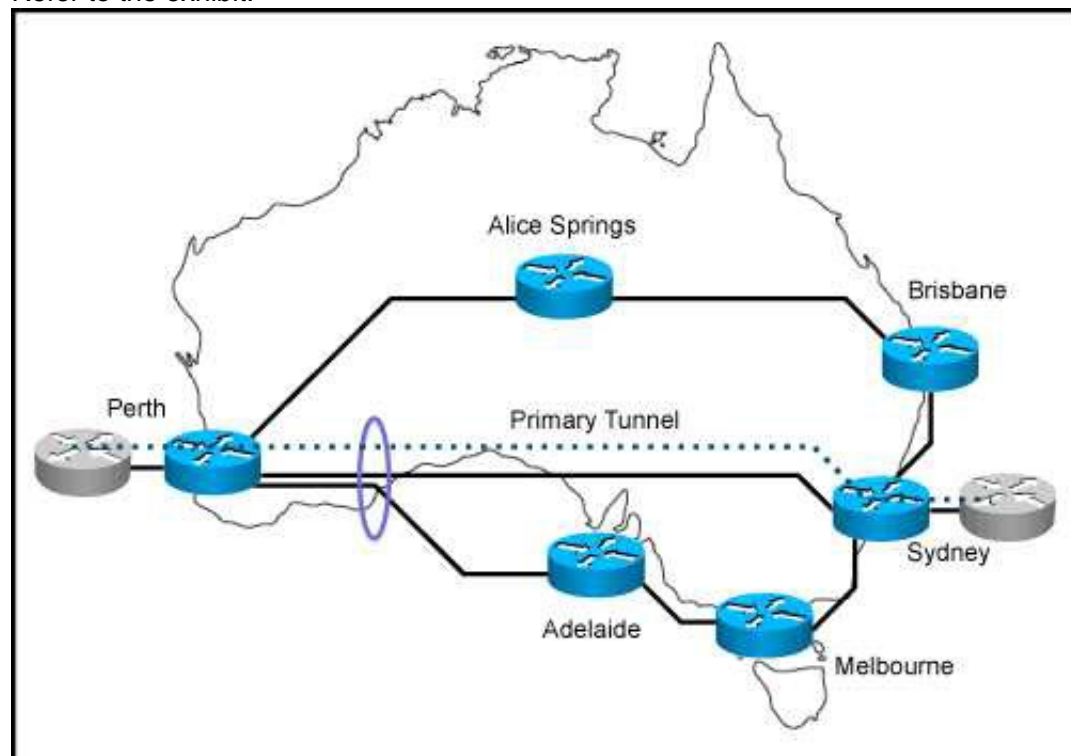 Refer to the exhibit.
Alice Springs
Brisbane
Perth
Primary Tunnel
Sydney
Adelaide
Melbourne